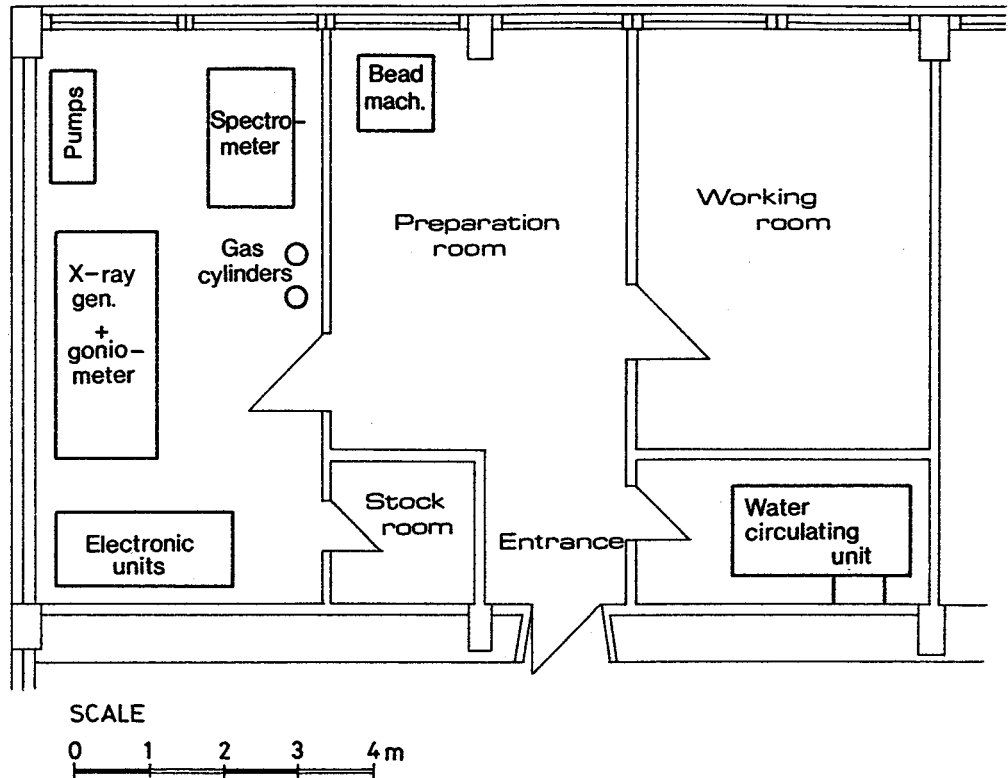 Pumps
Spectro-
meter
Bead
mach.
Working
room
Preparation
room
Gas
cylinders
X-ray
gen.
+
gonio-
meter
Stock
room
Entrance
Water
circulating
unit
Electronic
units
SCALE
0 1 2 3 4 m